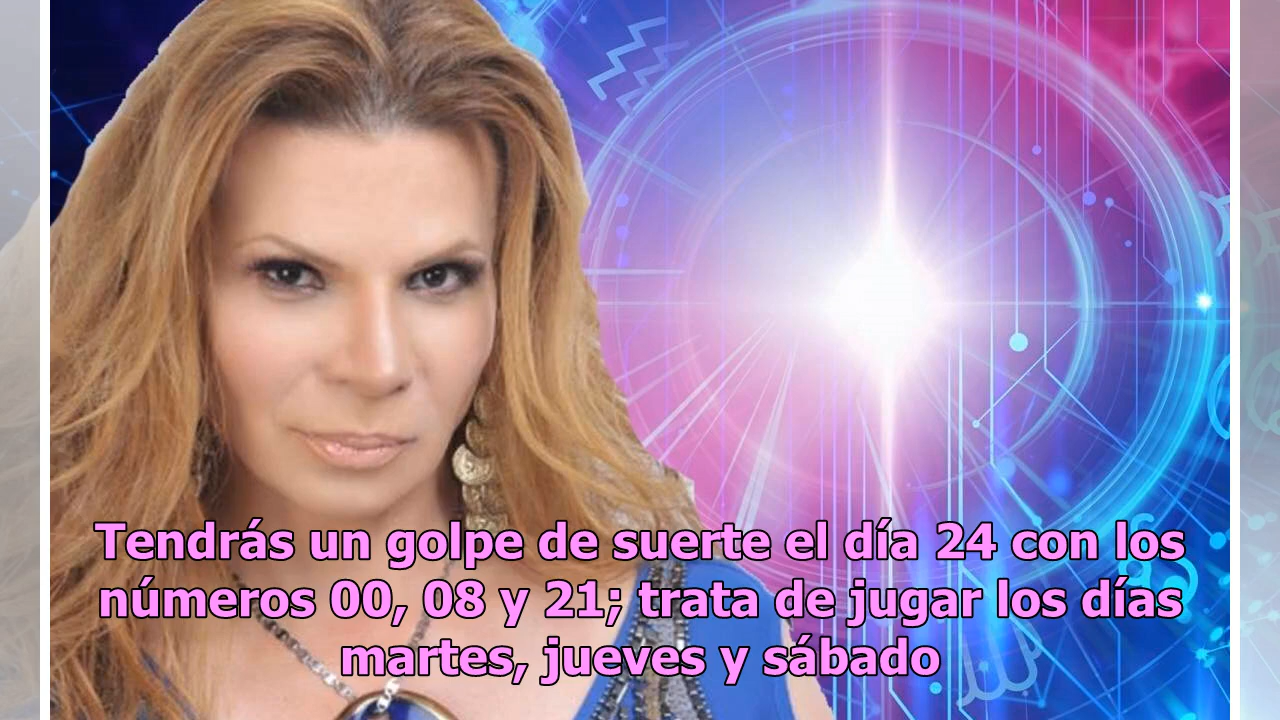 Tendrás un golpe de suerte el día 24 con los
números 00, 08 y 21; trata de jugar los días
martes, jueves y sábado